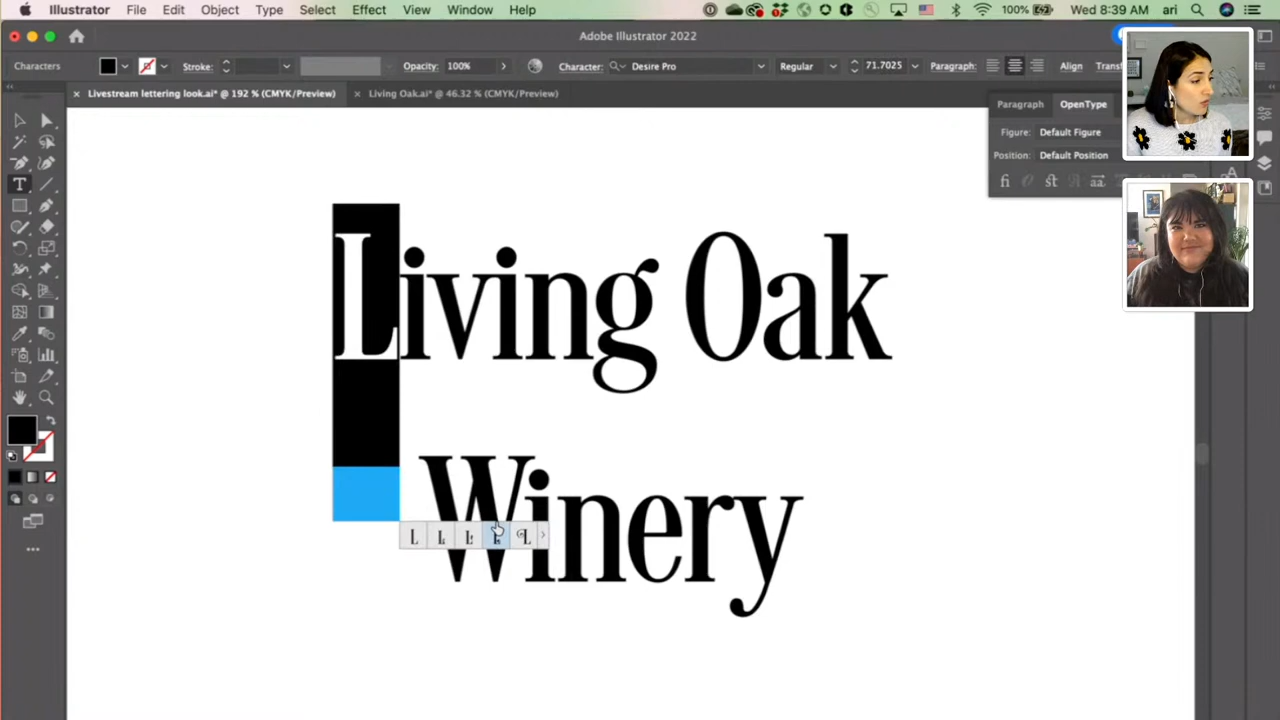 Illustrator File Edit Object Type Select Effect View Window Help 100% Wed 8:39 AM ari
Adobe Illustrator 2022
Characters Stroke: Opacity: 100% Character: Desire Pro Regular 71.7025 Paragraph: Align Transf
Livestream lettering look.ai* @ 192 % (CMYK/Preview) Living Oak.ai* @ 46.32 % (CMYK/Preview)
Paragraph OpenType
Figure: Default Figure
Position: Default Position
Living Oak
Winery
L L L L L